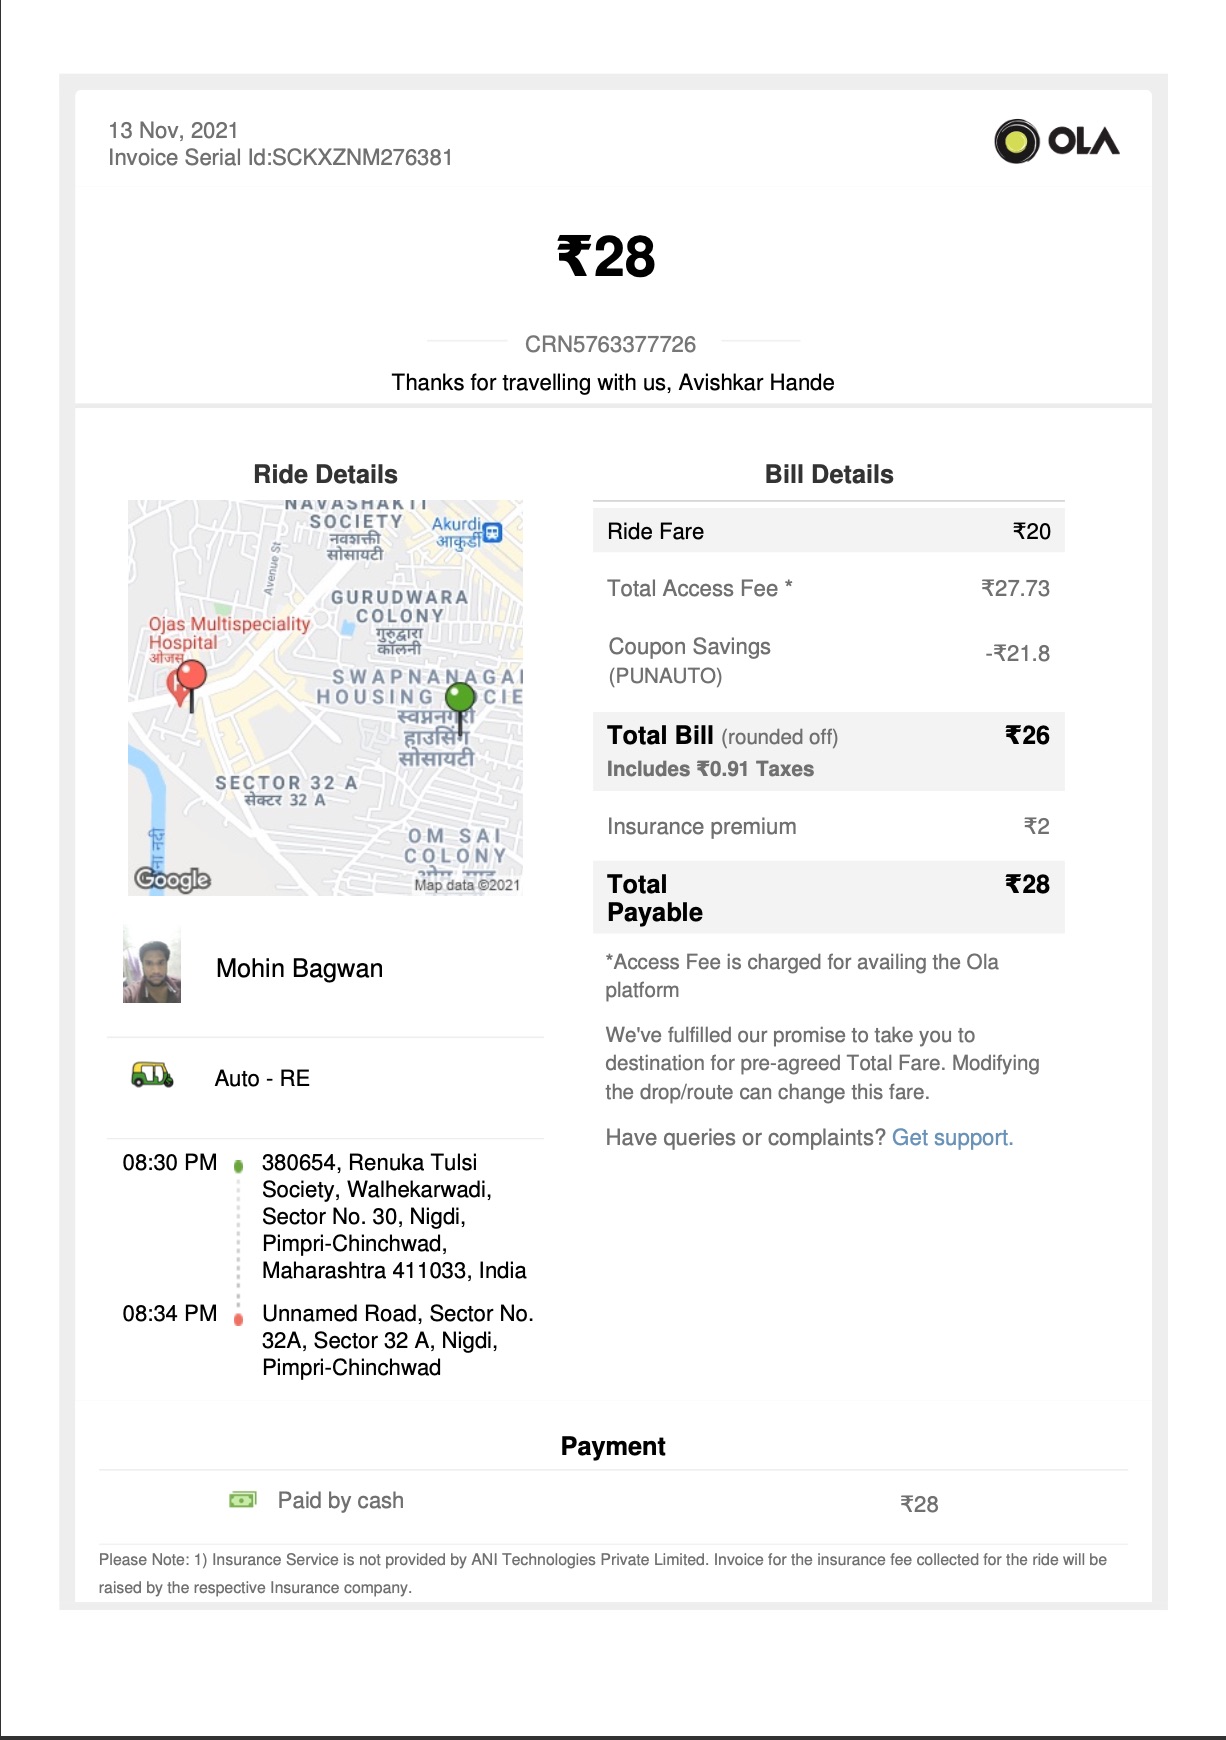 13 Nov, 2021
Invoice Serial Id:SCKXZNM276381
OLA
₹28
CRN5763377726
Thanks for travelling with us, Avishkar Hande
Ride Details
NAVASHAKTI
SOCIETY
नवशक्ती
सोसायटी
Akurdi
आकुर्डी
Avenue St
GURUDWARA
COLONY
गुरुद्वारा
कॉलनी
Ojas Multispeciality
Hospital
ओजस
H
SWAPNANAGAI
HOUSING OCIE
स्वप्ननगरी
हाउसिंग
सोसायटी
SECTOR 32 A
सेक्टर 32 A
OM SAI
COLONY
नदी
Google
Map data ©2021
Mohin Bagwan
Auto - RE
08:30 PM 380654, Renuka Tulsi
Society, Walhekarwadi,
Sector No. 30, Nigdi,
Pimpri-Chinchwad,
Maharashtra 411033, India
08:34 PM Unnamed Road, Sector No.
32A, Sector 32 A, Nigdi,
Pimpri-Chinchwad
Bill Details
Ride Fare ₹20
Total Access Fee * ₹27.73
Coupon Savings -₹21.8
(PUNAUTO)
Total Bill (rounded off) ₹26
Includes ₹0.91 Taxes
Insurance premium ₹2
Total ₹28
Payable
*Access Fee is charged for availing the Ola
platform
We've fulfilled our promise to take you to
destination for pre-agreed Total Fare. Modifying
the drop/route can change this fare.
Have queries or complaints? Get support.
Payment
Paid by cash ₹28
Please Note: 1) Insurance Service is not provided by ANI Technologies Private Limited. Invoice for the insurance fee collected for the ride will be
raised by the respective Insurance company.